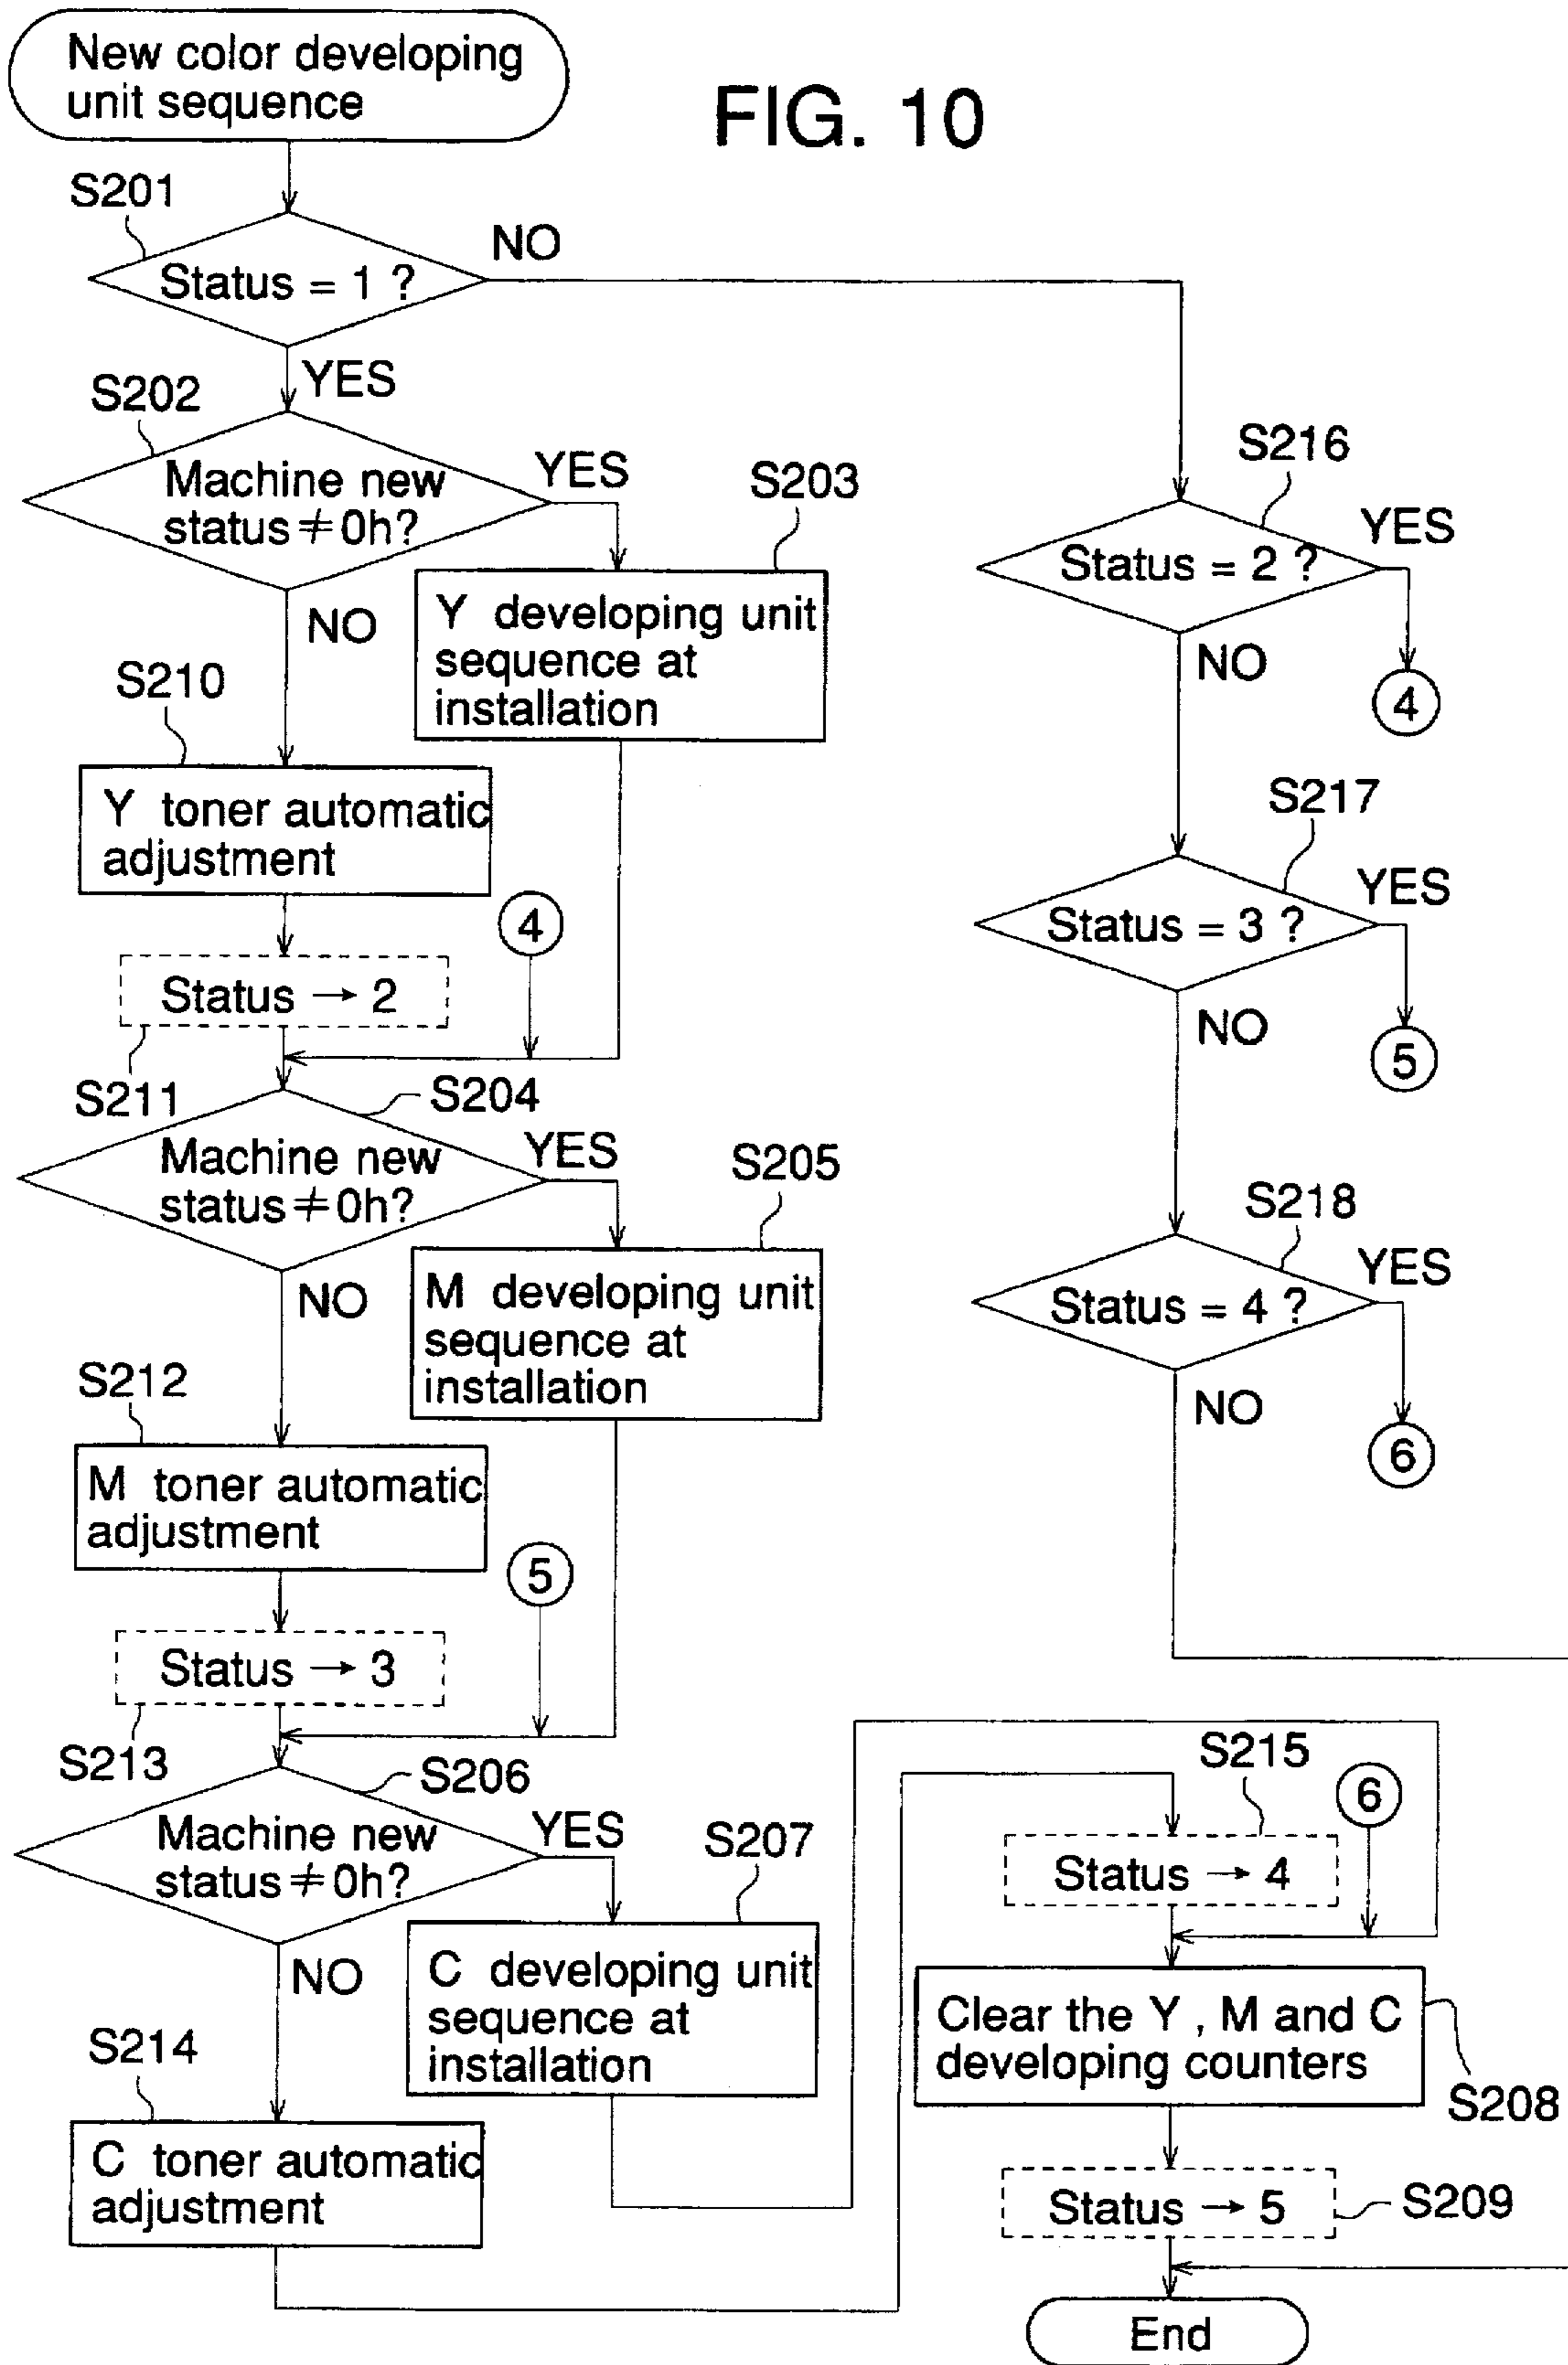 FIG. 10
New color developing
unit sequence
S201
Status = 1 ?
NO
YES
S202
Machine new
status ≠ 0h?
YES
NO
S203
Y developing unit
sequence at
installation
S210
Y toner automatic
adjustment
Status → 2
S211
4
S204
Machine new
status ≠ 0h?
YES
NO
S205
M developing unit
sequence at
installation
S212
M toner automatic
adjustment
Status → 3
S213
5
S206
Machine new
status ≠ 0h?
YES
NO
S207
C developing unit
sequence at
installation
S214
C toner automatic
adjustment
S216
Status = 2 ?
YES
4
NO
S217
Status = 3 ?
YES
5
NO
S218
Status = 4 ?
YES
6
NO
S215
Status → 4
6
Clear the Y , M and C
developing counters
S208
Status → 5
S209
End